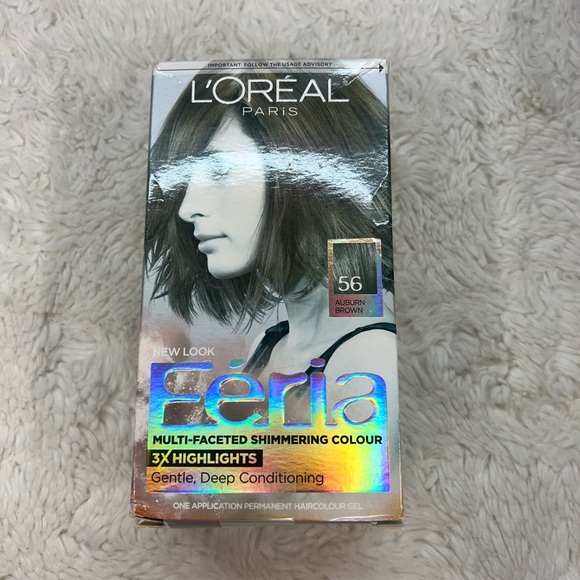 IMPORTANT: FOLLOW THE USAGE ADVISORY
L'ORÉAL
PARIS
56
AUBURN
BROWN
NEW LOOK
Féria
MULTI-FACETED SHIMMERING COLOUR
3X HIGHLIGHTS
Gentle, Deep Conditioning
ONE APPLICATION PERMANENT HAIRCOLOUR GEL